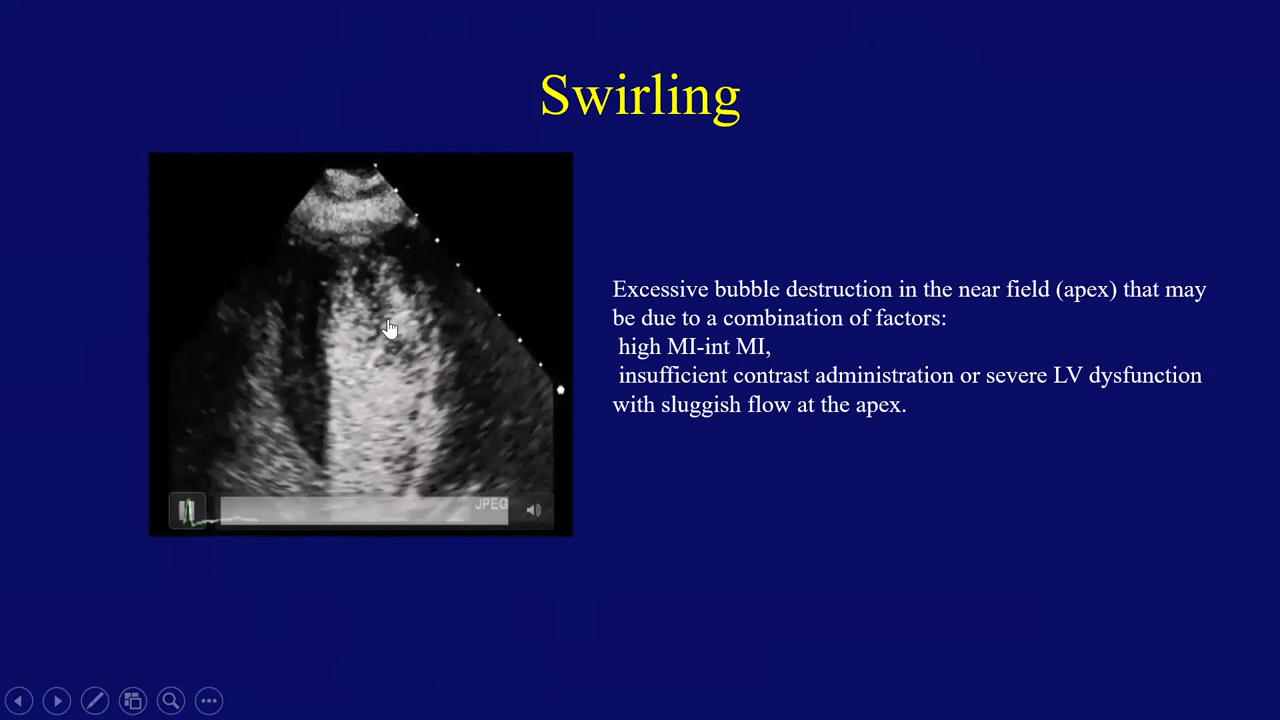 Swirling
Excessive bubble destruction in the near field (apex) that may
be due to a combination of factors:
high MI-int MI,
insufficient contrast administration or severe LV dysfunction
with sluggish flow at the apex.
JPEG